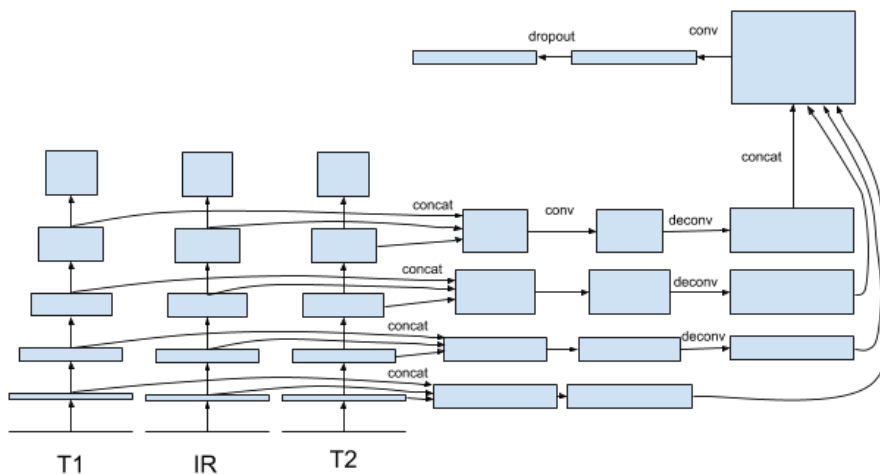 conv
dropout
concat
concat
conv
deconv
concat
deconv
concat
deconv
concat
T1
IR
T2